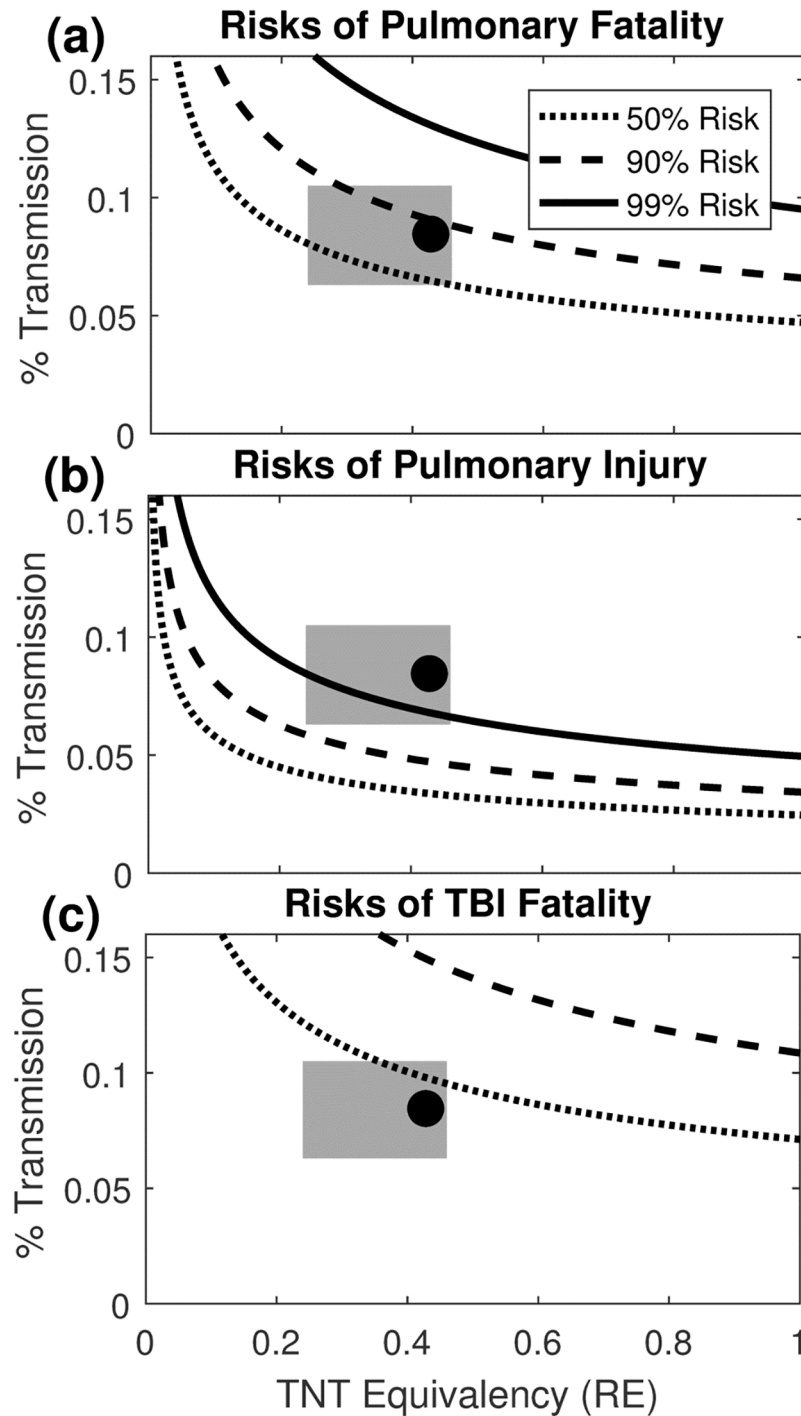 (a) Risks of Pulmonary Fatality
0.15
0.1
0.05
0
% Transmission
50% Risk
90% Risk
99% Risk
(b) Risks of Pulmonary Injury
0.15
0.1
0.05
0
% Transmission
(c) Risks of TBI Fatality
0.15
0.1
0.05
0
% Transmission
0 0.2 0.4 0.6 0.8 1
TNT Equivalency (RE)